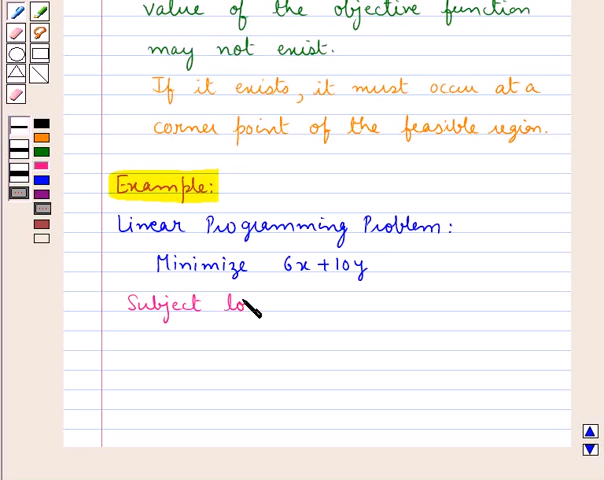 value of the objective function
may not exist.
If it exists, it must occur at a
corner point of the feasible region.
Example:
Linear Programming Problem:
Minimize 6x + 10y
Subject to